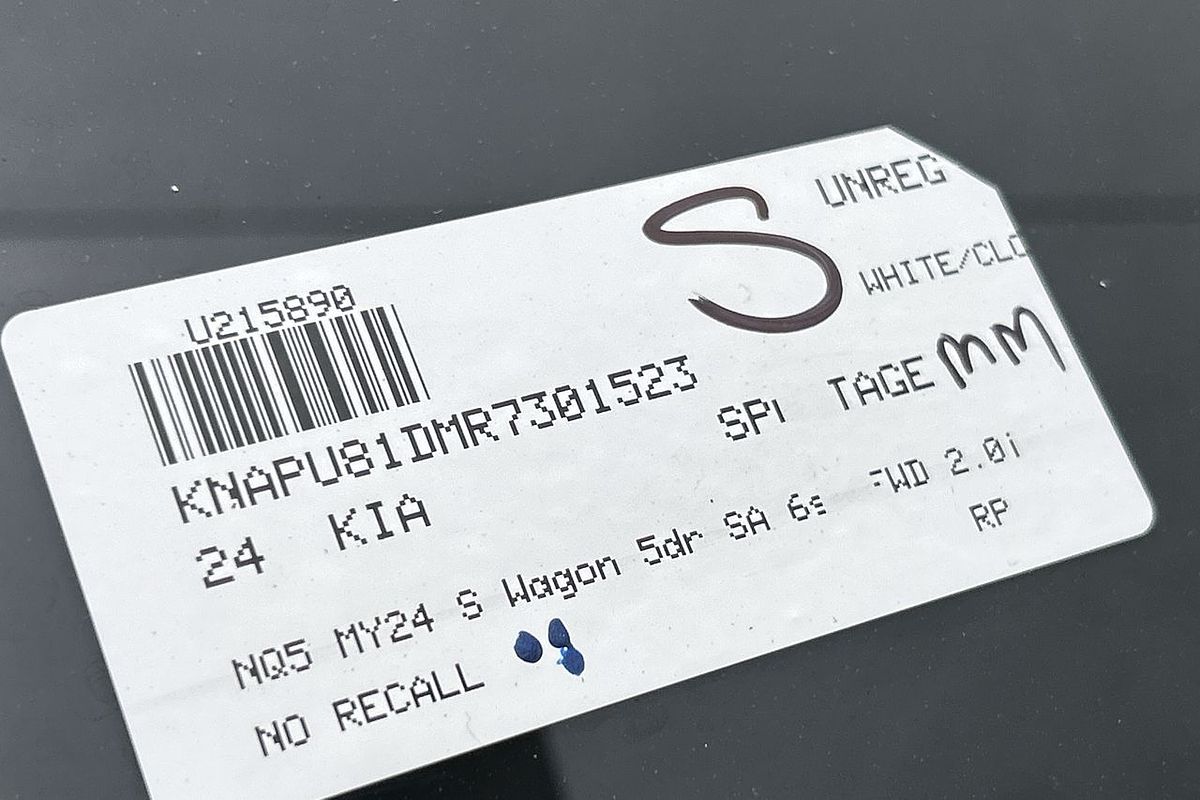 UNREG
S
WHITE/CLO
U215890
KNAPU81DMR7301523
24 KIA SPI TAGE MM
NQ5 MY24 S Wagon 5dr SA 6s FWD 2.0i
RP
NO RECALL